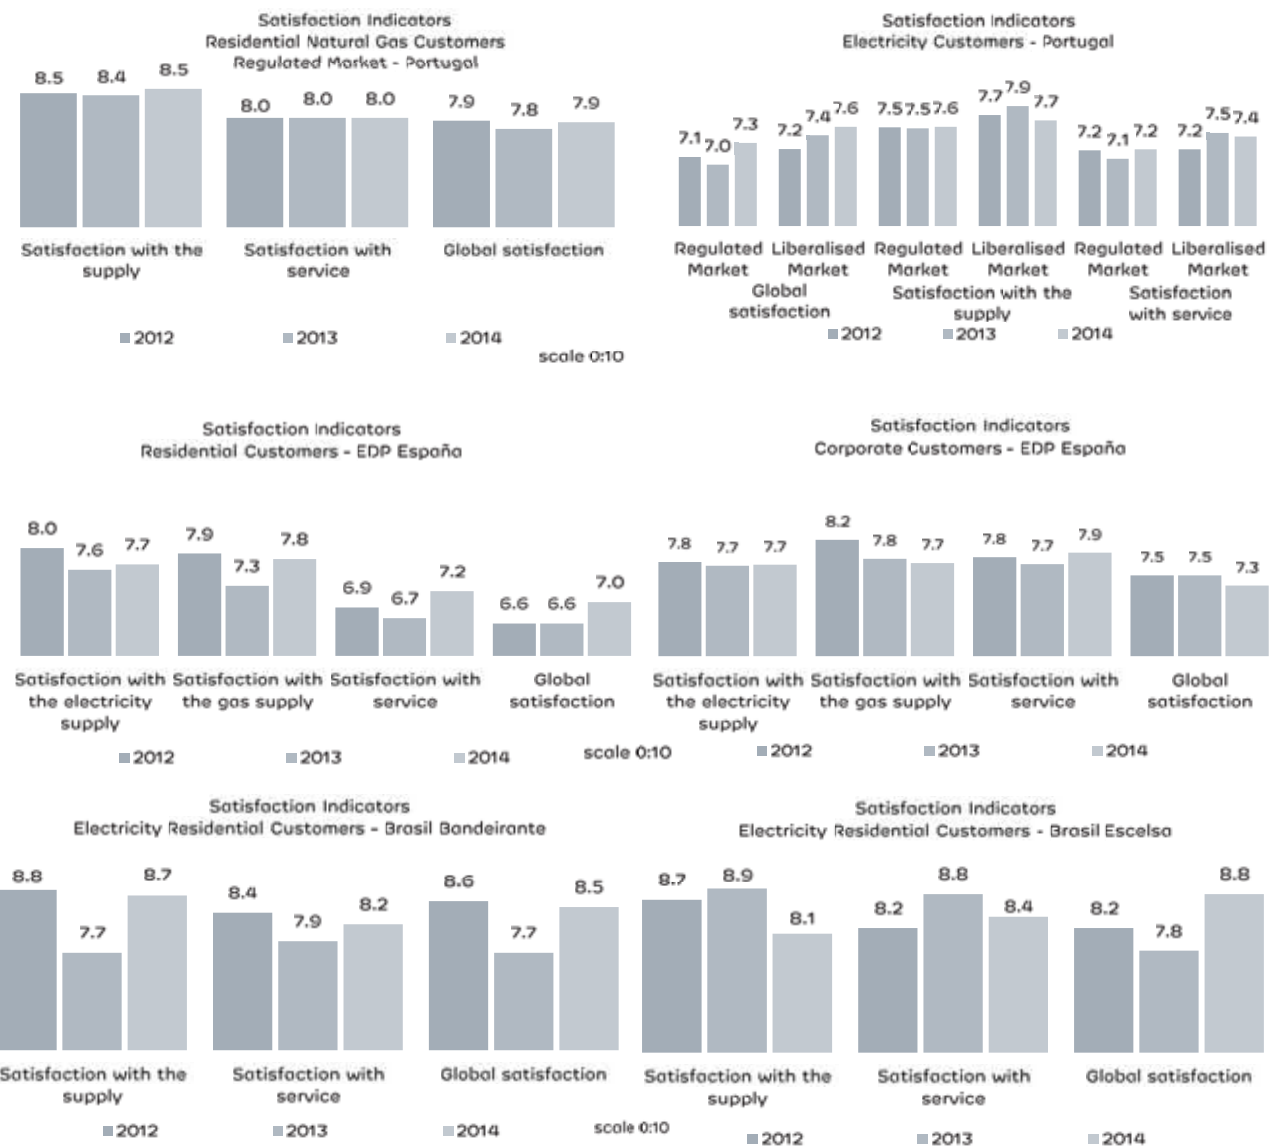 Satisfaction Indicators
Residential Natural Gas Customers
Regulated Market - Portugal
8.5 8.4 8.5
8.0 8.0 8.0
7.9 7.8 7.9
Satisfaction with the
supply
Satisfaction with
service
Global satisfaction
2012 2013 2014
scale 0:10
Satisfaction Indicators
Electricity Customers - Portugal
7.1 7.0 7.3
7.2 7.4 7.6
7.5 7.5 7.6
7.7 7.9 7.7
7.2 7.1 7.2
7.2 7.5 7.4
Regulated Liberalised Regulated Liberalised Regulated Liberalised
Market Market Market Market Market Market
Global
satisfaction
Satisfaction with the
supply
Satisfaction
with service
2012 2013 2014
Satisfaction Indicators
Residential Customers - EDP España
8.0 7.6 7.7
7.9 7.3 7.8
6.9 6.7 7.2
6.6 6.6 7.0
Satisfaction with
the electricity
supply
Satisfaction with
the gas supply
Satisfaction with
service
Global
satisfaction
2012 2013 2014
scale 0:10
Satisfaction Indicators
Corporate Customers - EDP España
7.8 7.7 7.7
8.2 7.8 7.7
7.8 7.7 7.9
7.5 7.5 7.3
Satisfaction with
the electricity
supply
Satisfaction with
the gas supply
Satisfaction with
service
Global
satisfaction
2012 2013 2014
Satisfaction Indicators
Electricity Residential Customers - Brasil Bandeirante
8.8 7.7 8.7
8.4 7.9 8.2
8.6 7.7 8.5
Satisfaction with the
supply
Satisfaction with
service
Global satisfaction
2012 2013 2014
scale 0:10
Satisfaction Indicators
Electricity Residential Customers - Brasil Escelsa
8.7 8.9 8.1
8.2 8.8 8.4
8.2 7.8 8.8
Satisfaction with the
supply
Satisfaction with
service
Global satisfaction
2012 2013 2014